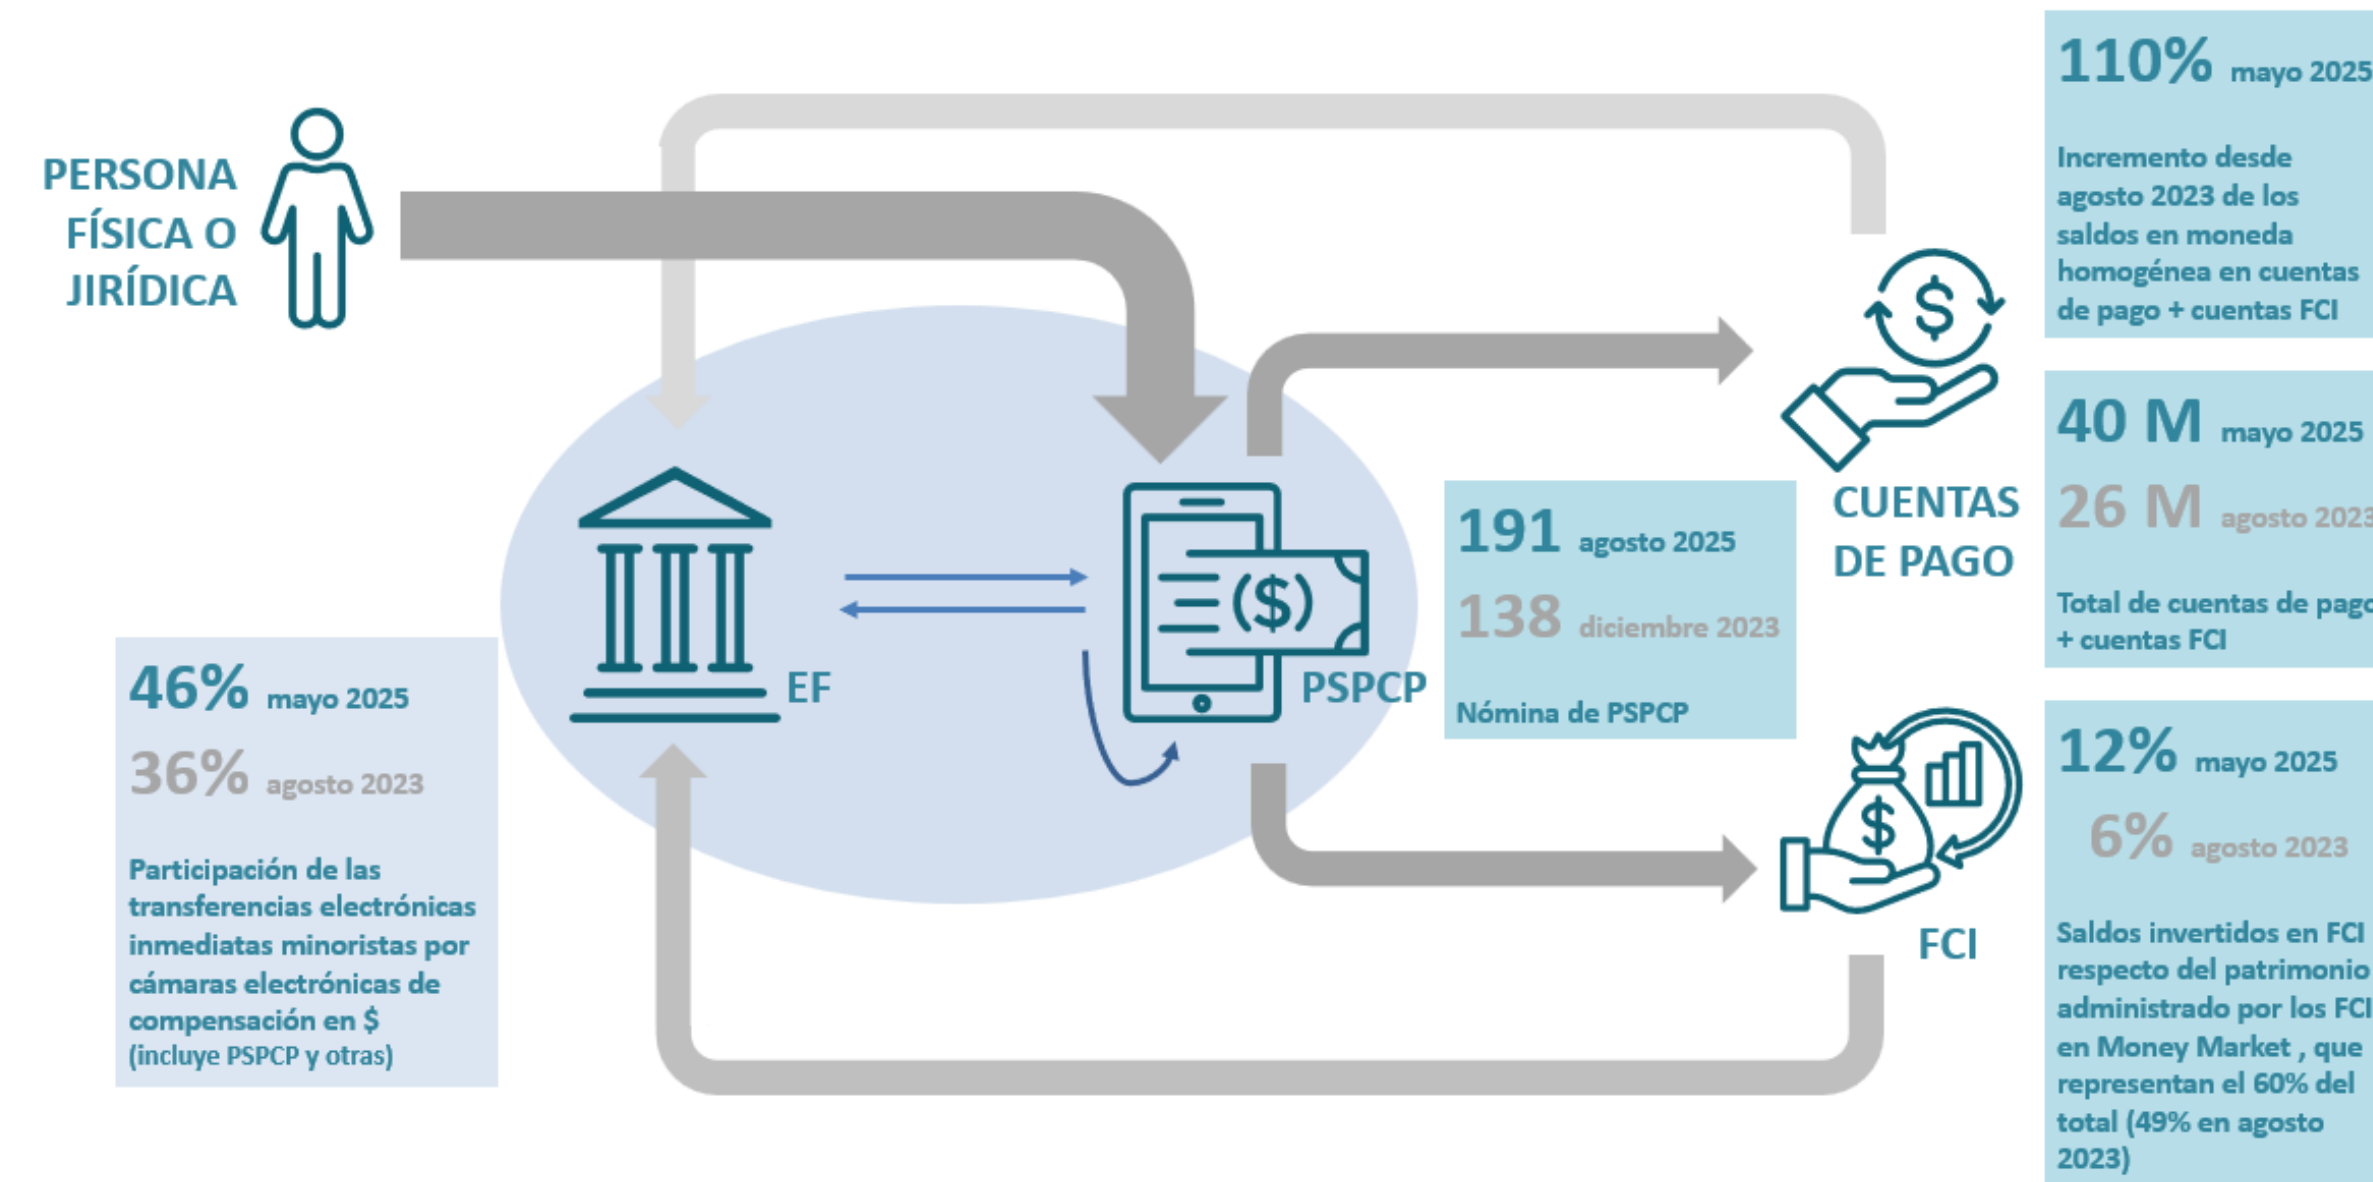 PERSONA
FÍSICA O
JIRÍDICA
110% mayo 2025
Incremento desde
agosto 2023 de los
saldos en moneda
homogénea en cuentas
de pago + cuentas FCI
$
CUENTAS
DE PAGO
40 M mayo 2025
26 M agosto 2023
Total de cuentas de pago
+ cuentas FCI
191 agosto 2025
138 diciembre 2023
Nómina de PSPCP
EF
($)
PSPCP
46% mayo 2025
36% agosto 2023
Participación de las
transferencias electrónicas
inmediatas minoristas por
cámaras electrónicas de
compensación en $
(incluye PSPCP y otras)
$
FCI
12% mayo 2025
6% agosto 2023
Saldos invertidos en FCI
respecto del patrimonio
administrado por los FCI
en Money Market , que
representan el 60% del
total (49% en agosto
2023)